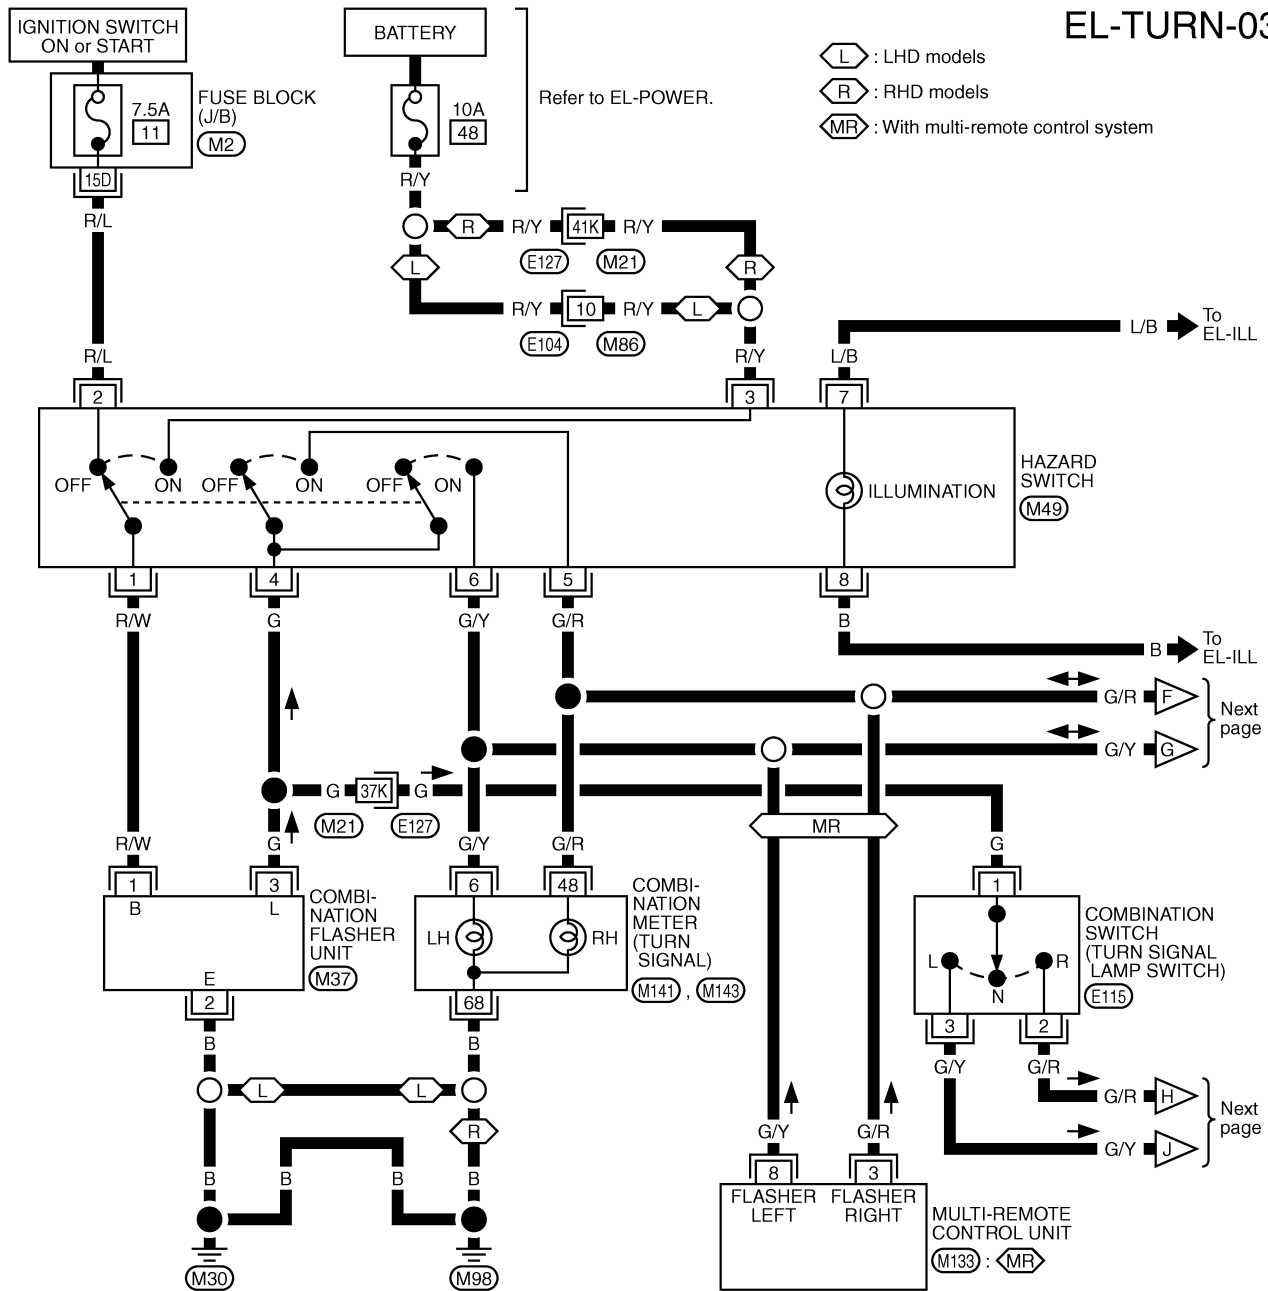 EL-TURN-03
IGNITION SWITCH
ON or START
BATTERY
L : LHD models
R : RHD models
MR : With multi-remote control system
7.5A
11
FUSE BLOCK
(J/B)
M2
10A
48
Refer to EL-POWER.
15D
R/L
R/Y
R R/Y 41K R/Y
E127 M21
L R
R/Y 10 R/Y L
E104 M86
R/L
R/Y
L/B
L/B
To
EL-ILL
2
3
7
OFF ON OFF ON OFF ON
ILLUMINATION
HAZARD
SWITCH
M49
1
4
6
5
8
R/W
G
G/Y
G/R
B
B
To
EL-ILL
G/R F
G/Y G
Next
page
G 37K G
M21 E127
MR
R/W
G
G/Y
G/R
G
1
3
6
48
1
B
L
COMBI-
NATION
FLASHER
UNIT
M37
E
2
LH
RH
COMBI-
NATION
METER
(TURN
SIGNAL)
M141 , M143
68
L
R
N
COMBINATION
SWITCH
(TURN SIGNAL
LAMP SWITCH)
E115
3
2
B
B
G/Y
G/R
L
L
R
G/R H
G/Y J
Next
page
B
B
B
B
G/Y
G/R
8
3
FLASHER
LEFT
FLASHER
RIGHT
MULTI-REMOTE
CONTROL UNIT
M133 : MR
M30
M98